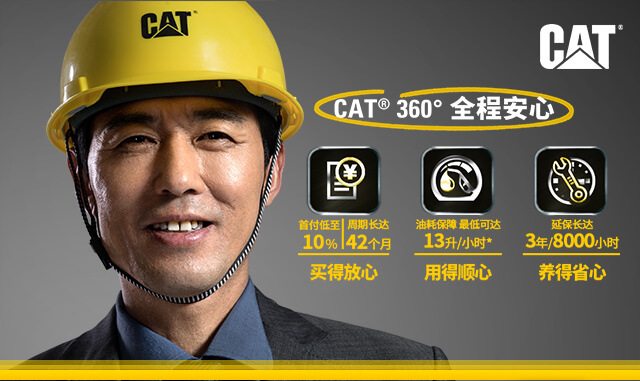 CAT
CAT®
CAT® 360° 全程安心
¥
首付低至
10%
周期长达
42个月
买得放心
油耗保障 最低可达
13升/小时*
用得顺心
延保长达
3年/8000小时
养得省心